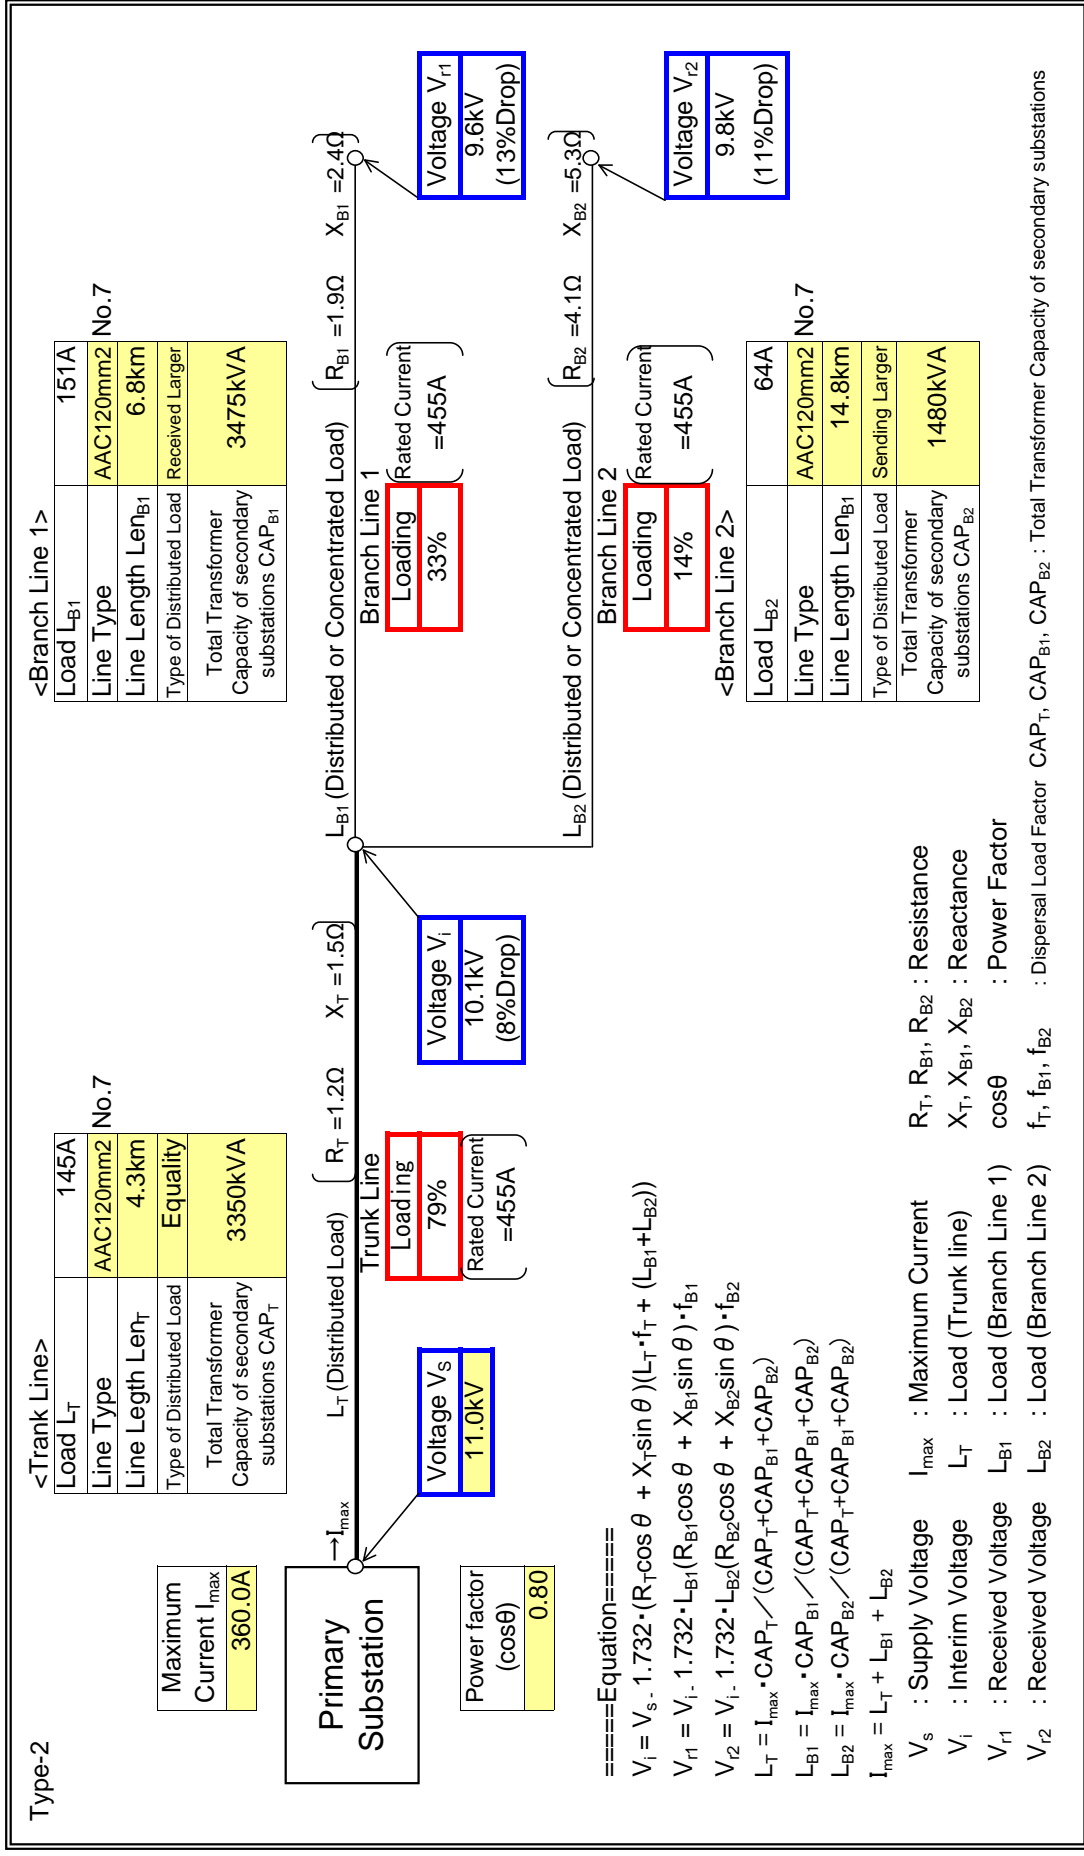 Type-2
Maximum
Current Imax
360.0A
Primary
Substation
Power factor
(cosθ)
0.80
→Imax
Voltage VS
11.0kV
<Trank Line>
Load LT 145A
Line Type AAC120mm2 No.7
Line Legth LenT 4.3km
Type of Distributed Load Equality
Total Transformer
Capacity of secondary
substations CAPT
3350kVA
LT (Distributed Load)
RT =1.2Ω XT =1.5Ω
Trunk Line
Loading
79%
Rated Current
=455A
Voltage Vi
10.1kV
(8%Drop)
<Branch Line 1>
Load LB1 151A
Line Type AAC120mm2 No.7
Line Length LenB1 6.8km
Type of Distributed Load Received Larger
Total Transformer
Capacity of secondary
substations CAPB1
3475kVA
LB1 (Distributed or Concentrated Load)
RB1 =1.9Ω XB1 =2.4Ω
Branch Line 1
Loading
33%
Rated Current
=455A
Voltage Vr1
9.6kV
(13%Drop)
LB2 (Distributed or Concentrated Load)
RB2 =4.1Ω XB2 =5.3Ω
Branch Line 2
Loading
14%
Rated Current
=455A
Voltage Vr2
9.8kV
(11%Drop)
<Branch Line 2>
Load LB2 64A
Line Type AAC120mm2 No.7
Line Length LenB1 14.8km
Type of Distributed Load Sending Larger
Total Transformer
Capacity of secondary
substations CAPB2
1480kVA
=====Equation=====
Vi = Vs - 1.732・(RTcos θ + XTsin θ)(LT・fT + (LB1+LB2))
Vr1 = Vi - 1.732・LB1(RB1cos θ + XB1sin θ)・fB1
Vr2 = Vi - 1.732・LB2(RB2cos θ + XB2sin θ)・fB2
LT = Imax・CAPT／(CAPT+CAPB1+CAPB2)
LB1 = Imax・CAPB1／(CAPT+CAPB1+CAPB2)
LB2 = Imax・CAPB2／(CAPT+CAPB1+CAPB2)
Imax = LT + LB1 + LB2
Vs : Supply Voltage Imax : Maximum Current RT, RB1, RB2 : Resistance
Vi : Interim Voltage LT : Load (Trunk line) XT, XB1, XB2 : Reactance
Vr1 : Received Voltage LB1 : Load (Branch Line 1) cosθ : Power Factor
Vr2 : Received Voltage LB2 : Load (Branch Line 2) fT, fB1, fB2 : Dispersal Load Factor CAPT, CAPB1, CAPB2 : Total Transformer Capacity of secondary substations